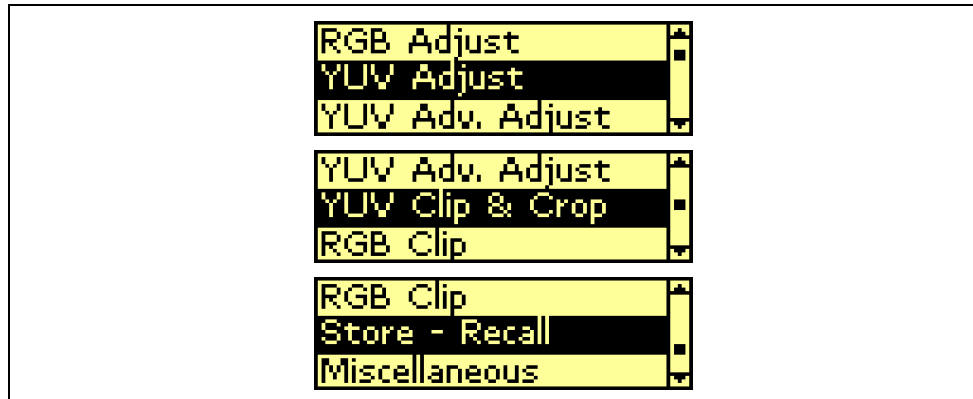 RGB Adjust
YUV Adjust
YUV Adv. Adjust
YUV Adv. Adjust
YUV Clip & Crop
RGB Clip
RGB Clip
Store - Recall
Miscellaneous